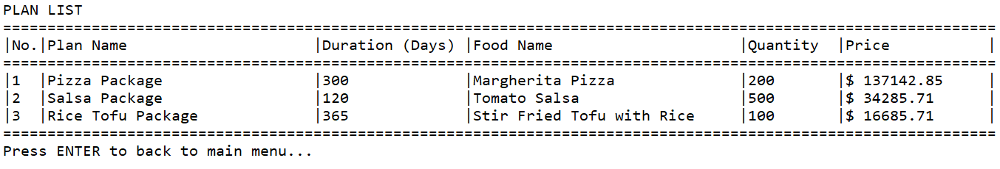 PLAN LIST
================================================================================================================
|No.|Plan Name                     |Duration (Days) |Food Name                     |Quantity  |Price                |
================================================================================================================
|1  |Pizza Package                 |300             |Margherita Pizza              |200       |$ 137142.85          |
|2  |Salsa Package                 |120             |Tomato Salsa                  |500       |$ 34285.71           |
|3  |Rice Tofu Package             |365             |Stir Fried Tofu with Rice     |100       |$ 16685.71           |
================================================================================================================
Press ENTER to back to main menu...